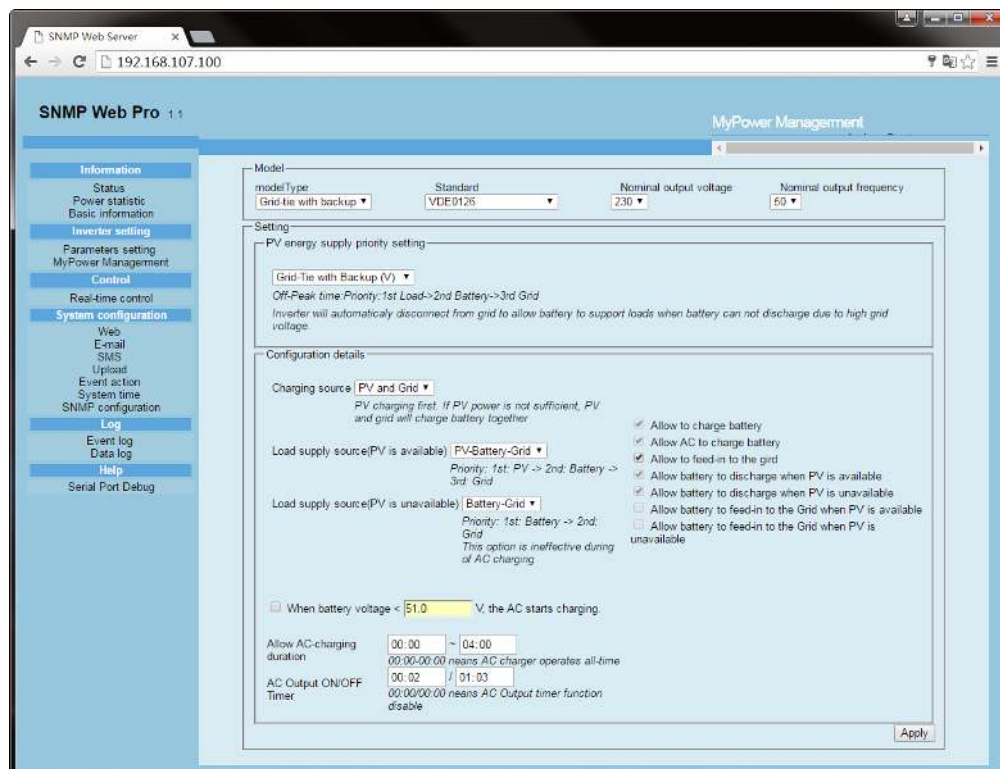 SNMP Web Server
192.168.107.100
SNMP Web Pro 1 1
MyPower Managerment
Information
Status
Power statistic
Basic information
Inverter setting
Parameters setting
MyPower Managerment
Control
Real-time control
System configuration
Web
E-mail
SMS
Upload
Event action
System time
SNMP configuration
Log
Event log
Data log
Help
Serial Port Debug
Model
modelType Standard Nominal output voltage Nominal output frequency
Grid-tie with backup VDE0126 230 50
Setting
PV energy supply priority setting
Grid-Tie with Backup (V)
Off-Peak time:Priority:1st Load->2nd Battery->3rd Grid
Inverter will automaticaly disconnect from grid to allow battery to support loads when battery can not discharge due to high grid
voltage.
Configuration details
Charging source PV and Grid
PV charging first. If PV power is not sufficient, PV
and grid will charge battery together
Load supply source(PV is available) PV-Battery-Grid
Priority: 1st: PV -> 2nd: Battery ->
3rd: Grid
Load supply source(PV is unavailable) Battery-Grid
Priority: 1st: Battery -> 2nd:
Grid
This option is ineffective during
of AC charging
Allow to charge battery
Allow AC to charge battery
Allow to feed-in to the gird
Allow battery to discharge when PV is available
Allow battery to discharge when PV is unavailable
Allow battery to feed-in to the Grid when PV is available
Allow battery to feed-in to the Grid when PV is
unavailable
When battery voltage < 51.0 V, the AC starts charging.
Allow AC-charging
duration
00:00 ~ 04:00
00:00-00:00 neans AC charger operates all-time
AC Output ON/OFF
Timer
00:02 / 01:03
00:00/00:00 neans AC Output timer function
disable
Apply